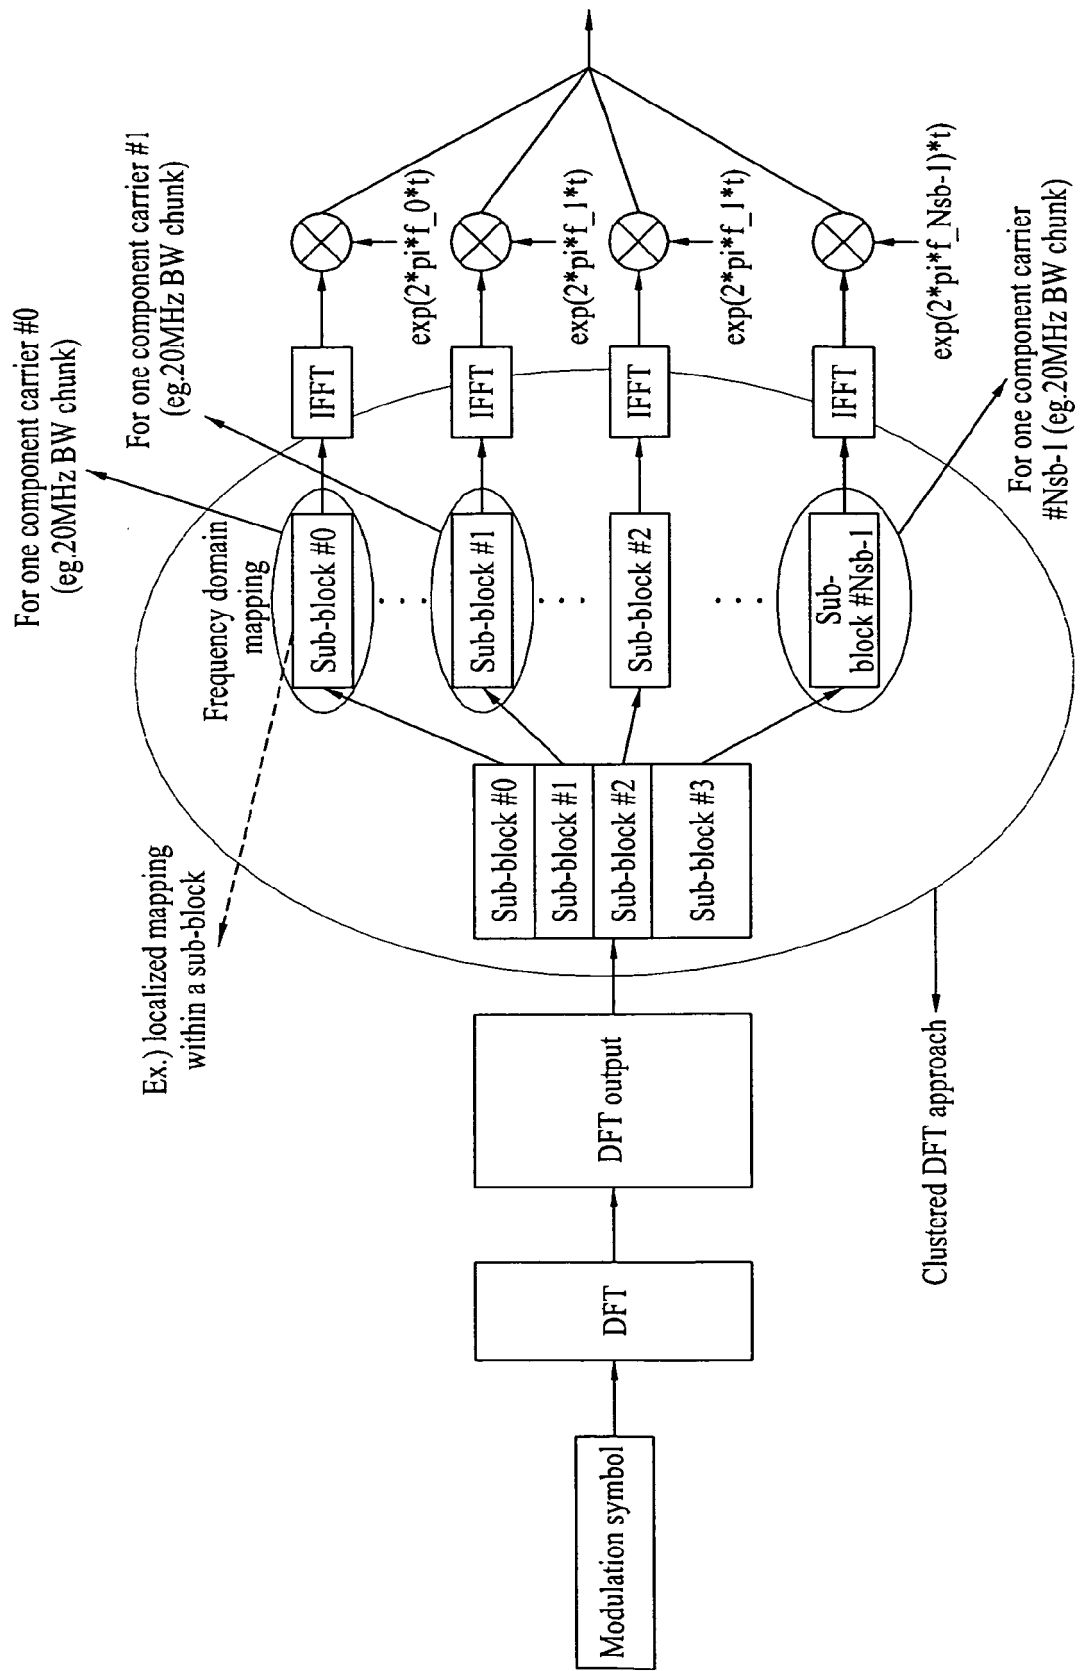 For one component carrier #0
(eg.20MHz BW chunk)
For one component carrier #1
(eg.20MHz BW chunk)
Ex.) localized mapping
within a sub-block
Frequency domain
mapping
Sub-block #0
IFFT
exp(2*pi*f_0*t)
Sub-block #1
IFFT
exp(2*pi*f_1*t)
Sub-block #2
IFFT
exp(2*pi*f_1*t)
Sub-
block #Nsb-1
IFFT
exp(2*pi*f_Nsb-1)*t)
Modulation symbol
DFT
DFT output
Sub-block #0
Sub-block #1
Sub-block #2
Sub-block #3
Clustered DFT approach
For one component carrier
#Nsb-1 (eg.20MHz BW chunk)